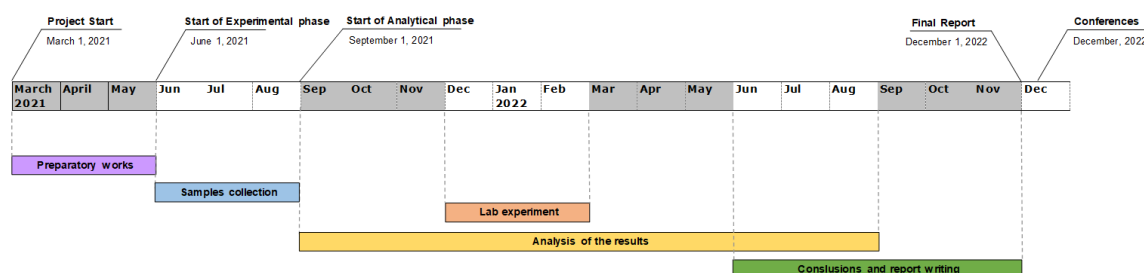 Project Start
March 1, 2021
Start of Experimental phase
June 1, 2021
Start of Analytical phase
September 1, 2021
Final Report
December 1, 2022
Conferences
December, 2022
March 2021 April May Jun Jul Aug Sep Oct Nov Dec Jan 2022 Feb Mar Apr May Jun Jul Aug Sep Oct Nov Dec
Preparatory works
Samples collection
Lab experiment
Analysis of the results
Conslusions and report writing